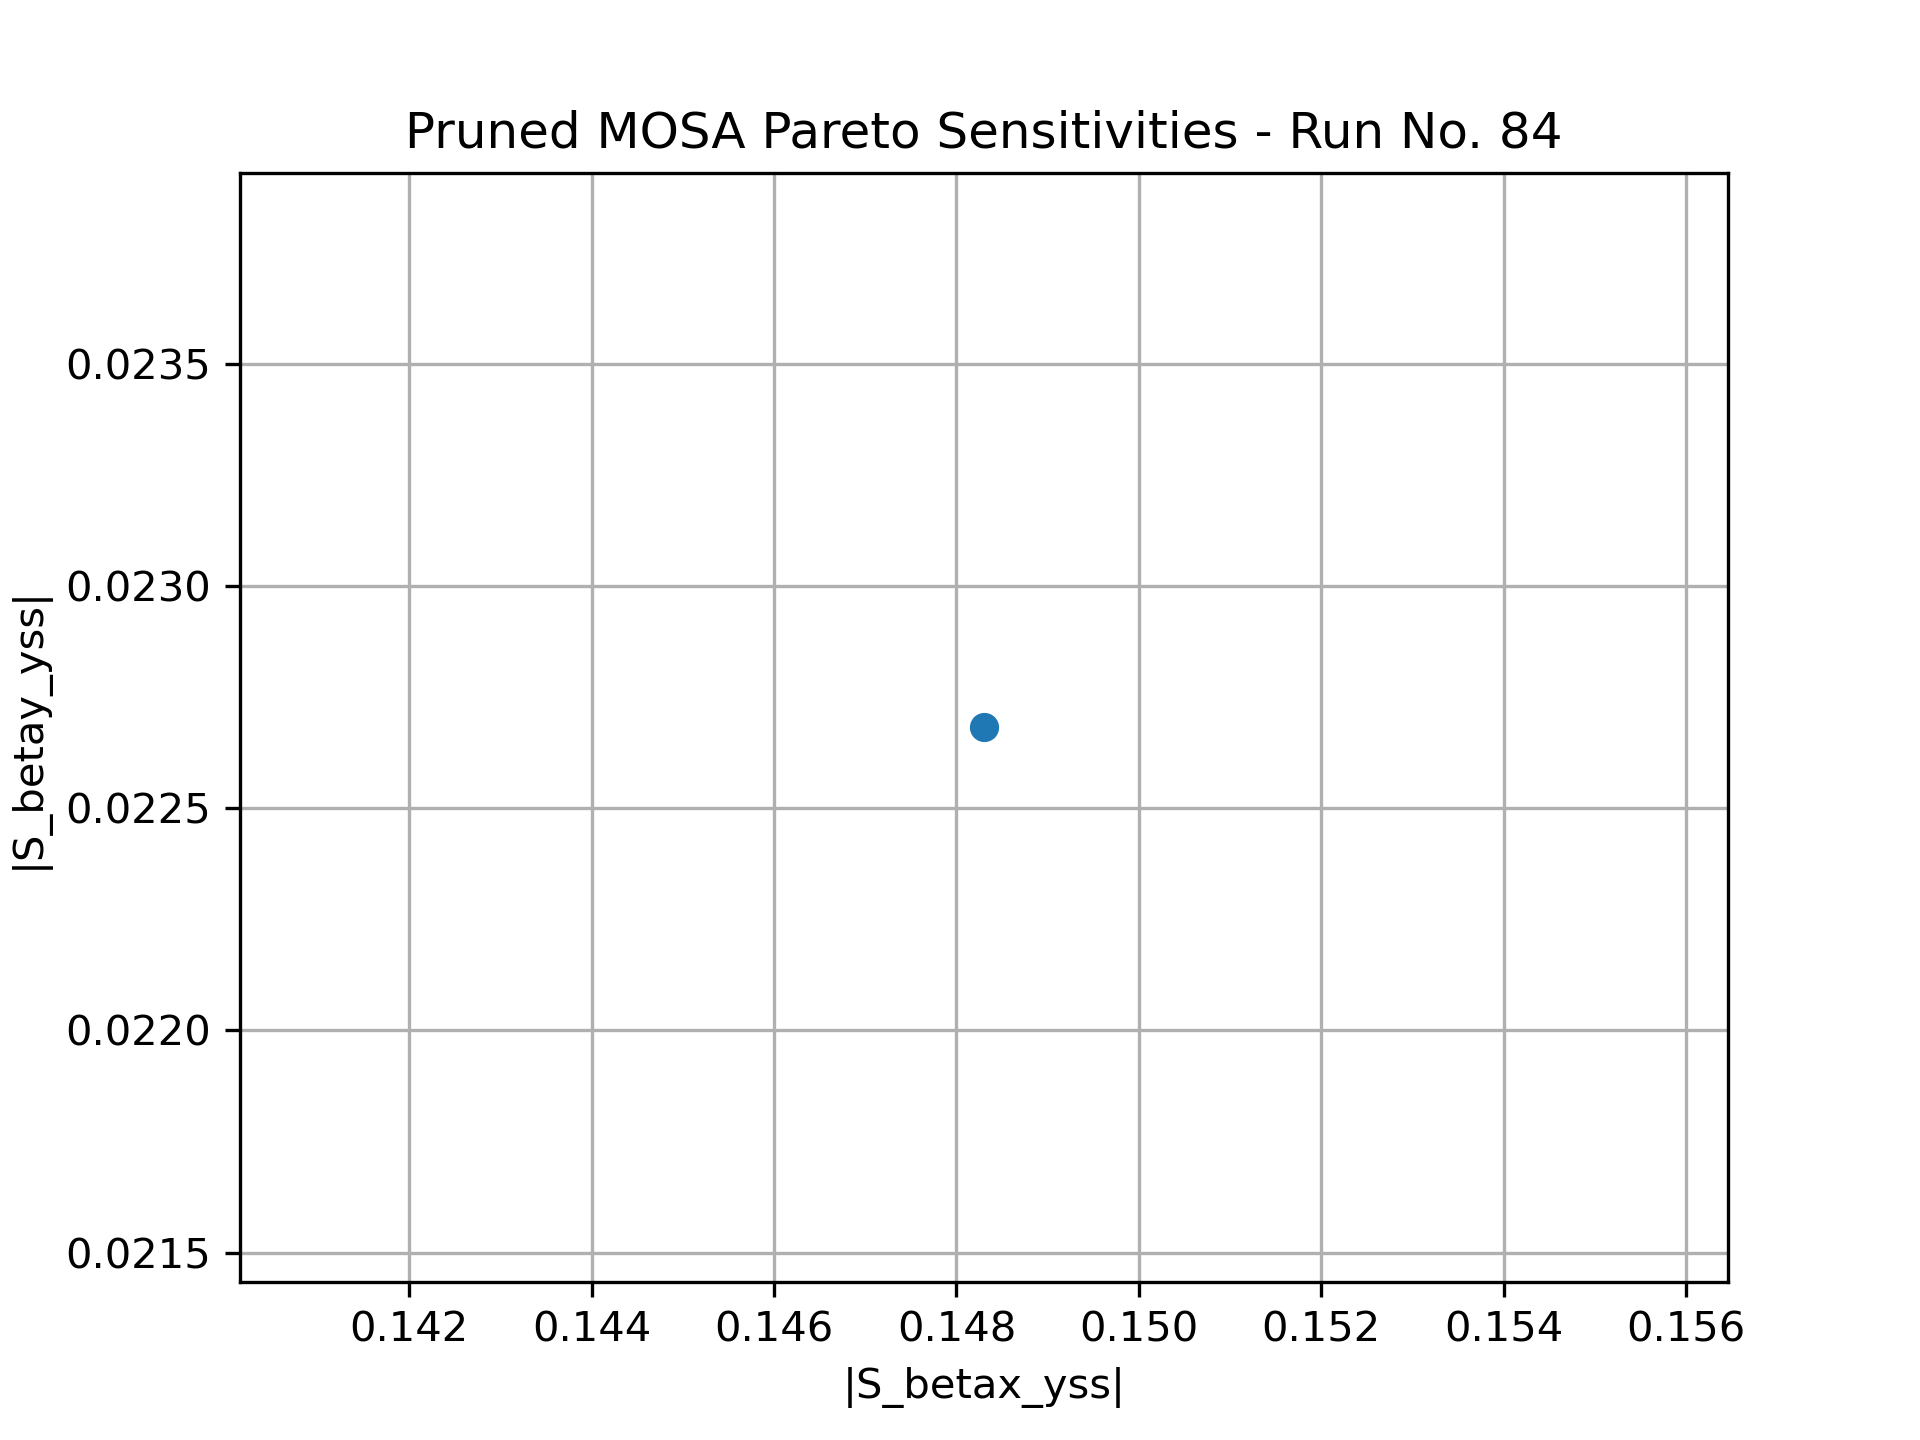 Pruned MOSA Pareto Sensitivities - Run No. 84
|S_betay_yss|
0.0235
0.0230
0.0225
0.0220
0.0215
0.142 0.144 0.146 0.148 0.150 0.152 0.154 0.156
|S_betax_yss|